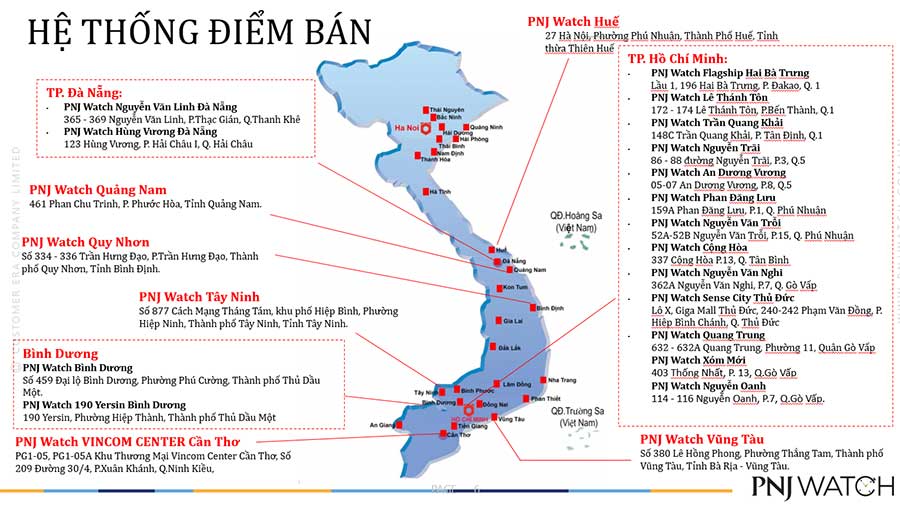 HỆ THỐNG ĐIỂM BÁN
PNJ Watch Huế
27 Hà Nội, Phường Phú Nhuận, Thành Phố Huế, Tỉnh
thừa Thiên Huế
TP. Đà Nẵng:
PNJ Watch Nguyễn Văn Linh Đà Nẵng
365 - 369 Nguyễn Văn Linh, P.Thạc Gián, Q.Thanh Khê
PNJ Watch Hùng Vương Đà Nẵng
123 Hùng Vương, P. Hải Châu I, Q. Hải Châu
PNJ Watch Quảng Nam
461 Phan Chu Trinh, P. Phước Hòa, Tỉnh Quảng Nam.
PNJ Watch Quy Nhơn
Số 334 - 336 Trần Hưng Đạo, P.Trần Hưng Đạo, Thành
phố Quy Nhơn, Tỉnh Bình Định.
PNJ Watch Tây Ninh
Số 877 Cách Mạng Tháng Tám, khu phố Hiệp Bình, Phường
Hiệp Ninh, Thành phố Tây Ninh, Tỉnh Tây Ninh.
Bình Dương
PNJ Watch Bình Dương
Số 459 Đại lộ Bình Dương, Phường Phú Cường, Thành phố Thủ Dầu
Một.
PNJ Watch 190 Yersin Bình Dương
190 Yersin, Phường Hiệp Thành, Thành phố Thủ Dầu Một
PNJ Watch VINCOM CENTER Cần Thơ
PG1-05, PG1-05A Khu Thương Mại Vincom Center Cần Thơ, Số
209 Đường 30/4, P.Xuân Khánh, Q.Ninh Kiều,
Thái Nguyên
Bắc Ninh
Ha Noi
Quảng Ninh
Hải Dương
Hải Phòng
Thái Bình
Nam Định
Thanh Hóa
Hà Tĩnh
QĐ.Hoàng Sa
(Việt Nam)
Huế
Đà Nẵng
Quảng Nam
Kon Tum
Bình Định
Gia Lai
Đắk Lắk
Nha Trang
Lâm Đồng
Bình Phước
Tây Ninh
Phan Thiết
Bình Dương
Đồng Nai
HỒ CHÍ MINH
Vũng Tàu
An Giang
Tiền Giang
Cần Thơ
QĐ.Trường Sa
(Việt Nam)
TP. Hồ Chí Minh:
PNJ Watch Flagship Hai Bà Trưng
Lầu 1, 196 Hai Bà Trưng, P. Đakao, Q. 1
PNJ Watch Lê Thánh Tôn
172 - 174 Lê Thánh Tôn, P.Bến Thành, Q.1
PNJ Watch Trần Quang Khải
148C Trần Quang Khải, P. Tân Định, Q.1
PNJ Watch Nguyễn Trãi
86 - 88 đường Nguyễn Trãi, P.3, Q.5
PNJ Watch An Dương Vương
05-07 An Dương Vương, P.8, Q.5
PNJ Watch Phan Đăng Lưu
159A Phan Đăng Lưu, P.1, Q. Phú Nhuận
PNJ Watch Nguyễn Văn Trỗi
52A-52B Nguyễn Văn Trỗi, P.15, Q. Phú Nhuận
PNJ Watch Cộng Hòa
337 Cộng Hòa P.13, Q. Tân Bình
PNJ Watch Nguyễn Văn Nghi
362A Nguyễn Văn Nghi, P.7, Q. Gò Vấp
PNJ Watch Sense City Thủ Đức
Lô X, Giga Mall Thủ Đức, 240-242 Phạm Văn Đồng, P.
Hiệp Bình Chánh, Q. Thủ Đức
PNJ Watch Quang Trung
632 - 632A Quang Trung, Phường 11, Quân Gò Vấp
PNJ Watch Xóm Mới
403 Thống Nhất, P. 13, Q.Gò Vấp
PNJ Watch Nguyễn Oanh
114 - 116 Nguyễn Oanh, P.7, Q.Gò Vấp.
PNJ Watch Vũng Tàu
Số 380 Lê Hồng Phong, Phường Thắng Tam, Thành phố
Vũng Tàu, Tỉnh Bà Rịa - Vũng Tàu.
CUSTOMER ERA COMPANY LIMITED
PNJ WATCH